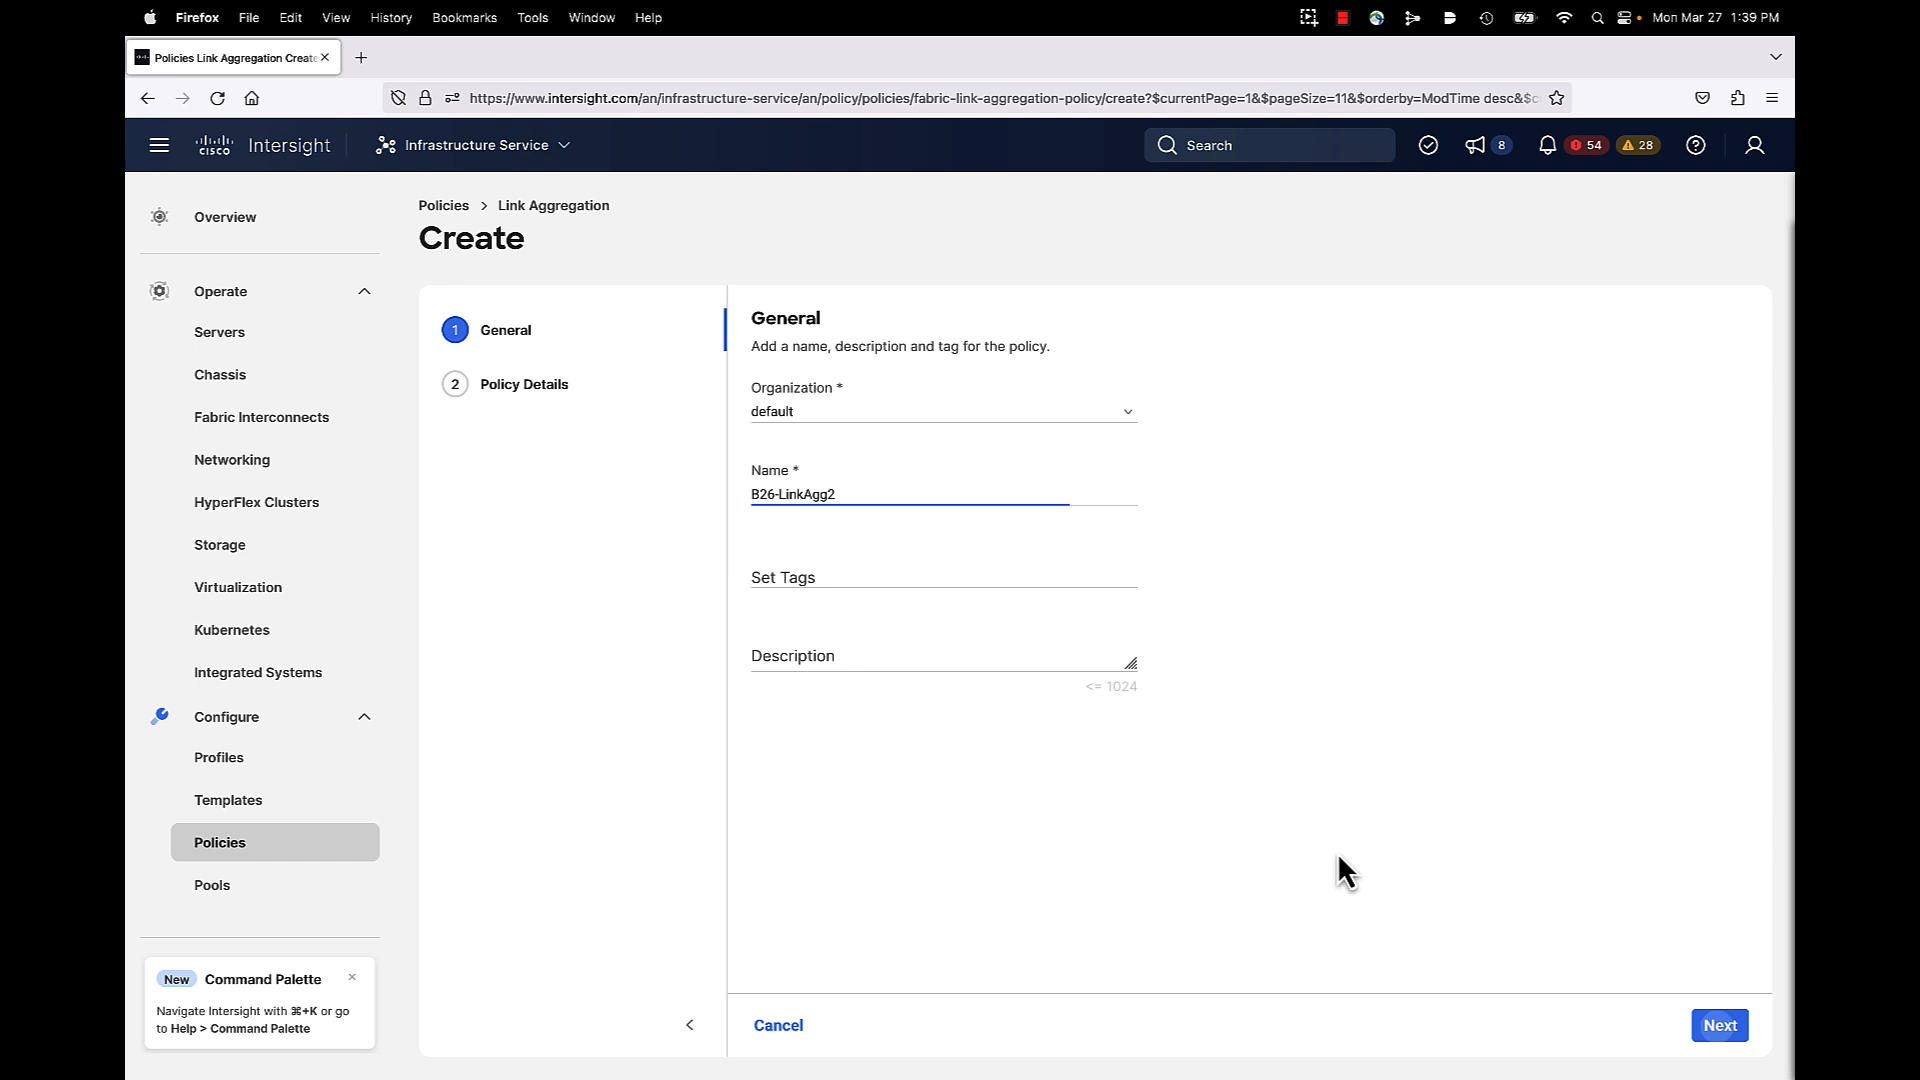 Firefox File Edit View History Bookmarks Tools Window Help Mon Mar 27 1:39 PM
Policies Link Aggregation Create
https://www.intersight.com/an/infrastructure-service/an/policy/policies/fabric-link-aggregation-policy/create?$currentPage=1&$pageSize=11&$orderby=ModTime desc&$c
CISCO Intersight Infrastructure Service Search 8 54 28
Overview
Operate
Servers
Chassis
Fabric Interconnects
Networking
HyperFlex Clusters
Storage
Virtualization
Kubernetes
Integrated Systems
Configure
Profiles
Templates
Policies
Pools
New Command Palette
Navigate Intersight with ⌘+K or go
to Help > Command Palette
Policies > Link Aggregation
Create
1 General
2 Policy Details
General
Add a name, description and tag for the policy.
Organization *
default
Name *
B26-LinkAgg2
Set Tags
Description
<= 1024
Cancel
Next